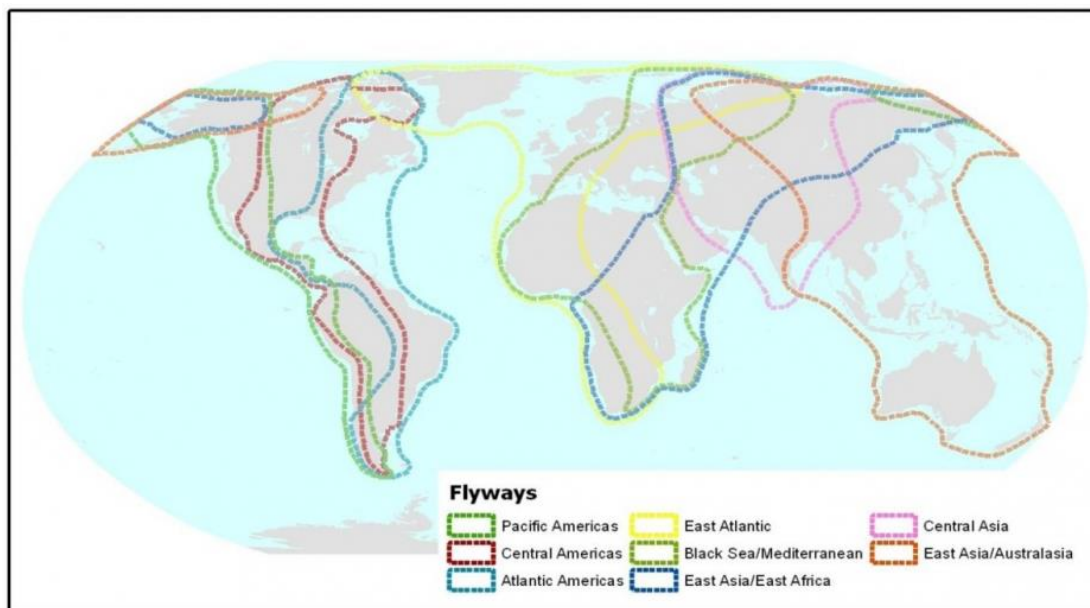 Flyways
Pacific Americas East Atlantic Central Asia
Central Americas Black Sea/Mediterranean East Asia/Australasia
Atlantic Americas East Asia/East Africa